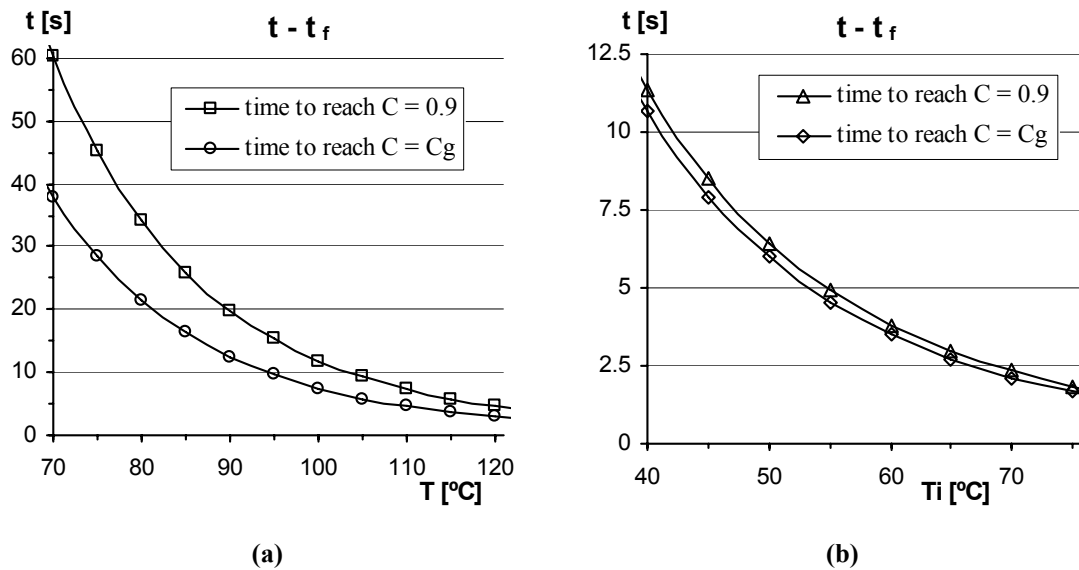 t [s]
t - t f
60
50
40
30
20
10
0
time to reach C = 0.9
time to reach C = Cg
70
80
90
100
110
120
T [ºC]
(a)
t [s]
t - t f
12.5
10
7.5
5
2.5
0
time to reach C = 0.9
time to reach C = Cg
40
50
60
70
Ti [ºC]
(b)